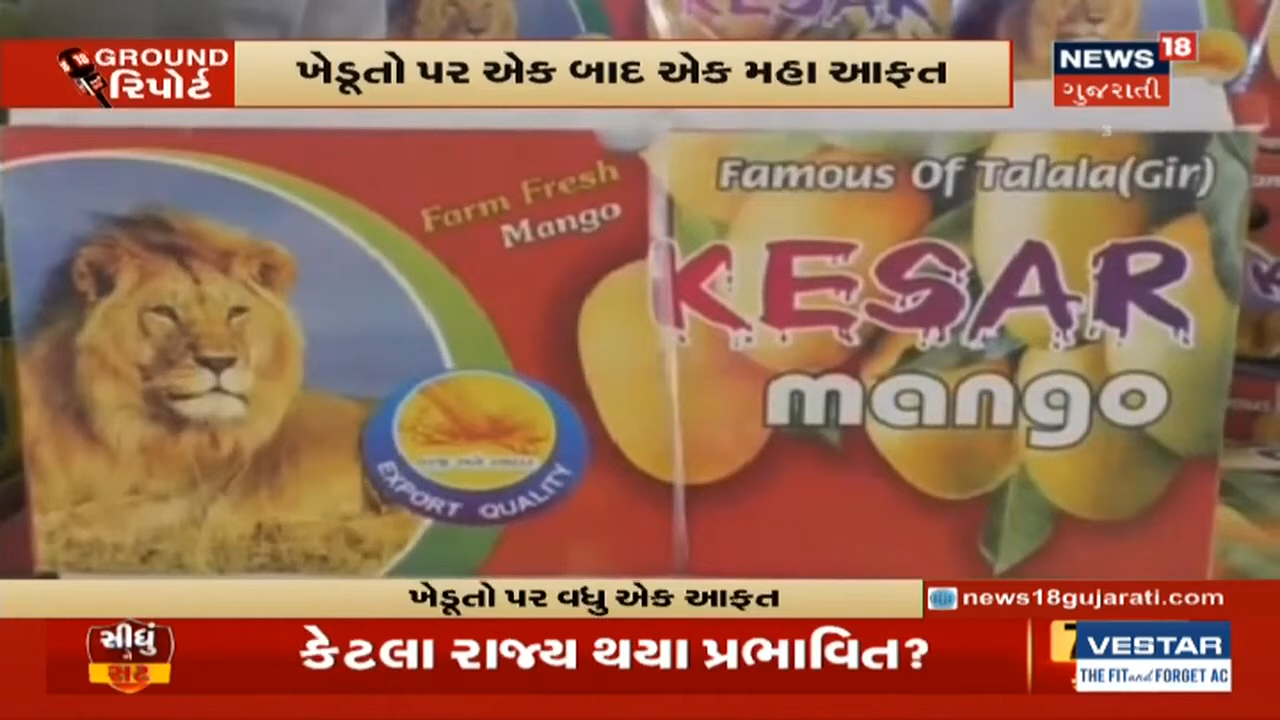 KESAR
GROUND
રિપોર્ટ
ખેડૂતો પર એક બાદ એક મહા આફત
NEWS 18
ગુજરાતી
Farm Fresh
Mango
Famous Of Talala(Gir)
KESAR
mango
EXPORT QUALITY
ખેડૂતો પર વધુ એક આફત
news18gujarati.com
સીધું
ને
સટ
કેટલા રાજ્ય થયા પ્રભાવિત?
VESTAR
THE FIT and FORGET AC